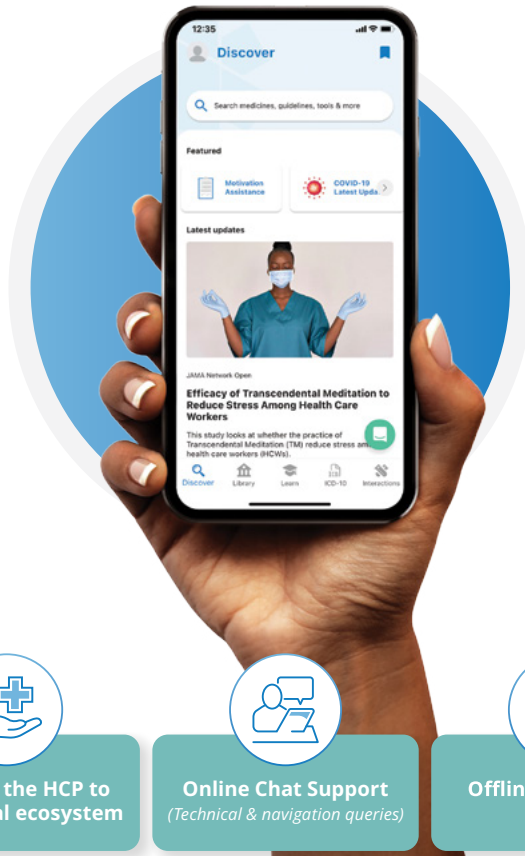 12:35
Discover
Search medicines, guidelines, tools & more
Featured
Motivation
Assistance
COVID-19
Latest Upda
Latest updates
JAMA Network Open
Efficacy of Transcendental Meditation to
Reduce Stress Among Health Care
Workers
This study looks at whether the practice of
Transcendental Meditation (TM) reduce stress am
health care workers (HCWs).
Discover
Library
Learn
ICD-10
Interactions
the HCP to
ecosystem
Online Chat Support
(Technical & navigation queries)